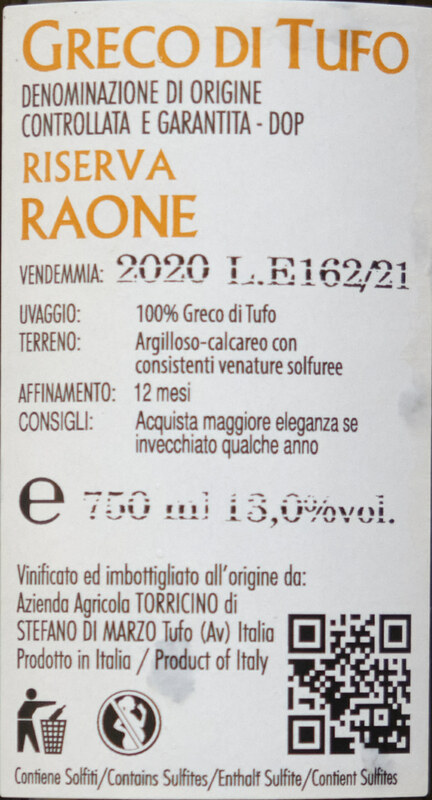 GRECO DI TUFO
DENOMINAZIONE DI ORIGINE
CONTROLLATA E GARANTITA - DOP
RISERVA
RAONE
VENDEMMIA: 2020 L.E162/21
UVAGGIO: 100% Greco di Tufo
TERRENO: Argilloso-calcareo con
consistenti venature solfuree
AFFINAMENTO: 12 mesi
CONSIGLI: Acquista maggiore eleganza se
invecchiato qualche anno
e 750 ml 13,0%vol.
Vinificato ed imbottigliato all'origine da:
Azienda Agricola TORRICINO di
STEFANO DI MARZO Tufo (Av) Italia
Prodotto in Italia / Product of Italy
Contiene Solfiti/Contains Sulfites/Enthalf Sulfite/Contient Sulfites